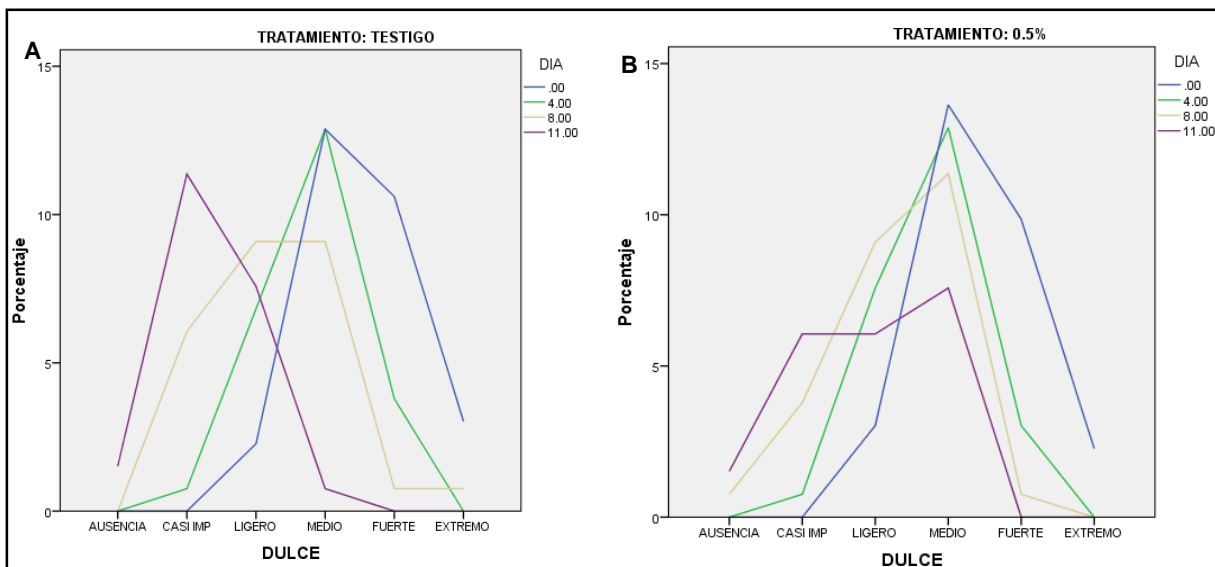 A
TRATAMIENTO: TESTIGO
DIA
.00
4.00
8.00
11.00
15
10
5
0
Porcentaje
AUSENCIA CASI IMP LIGERO MEDIO FUERTE EXTREMO
DULCE
B
TRATAMIENTO: 0.5%
DIA
.00
4.00
8.00
11.00
15
10
5
0
Porcentaje
AUSENCIA CASI IMP LIGERO MEDIO FUERTE EXTREMO
DULCE